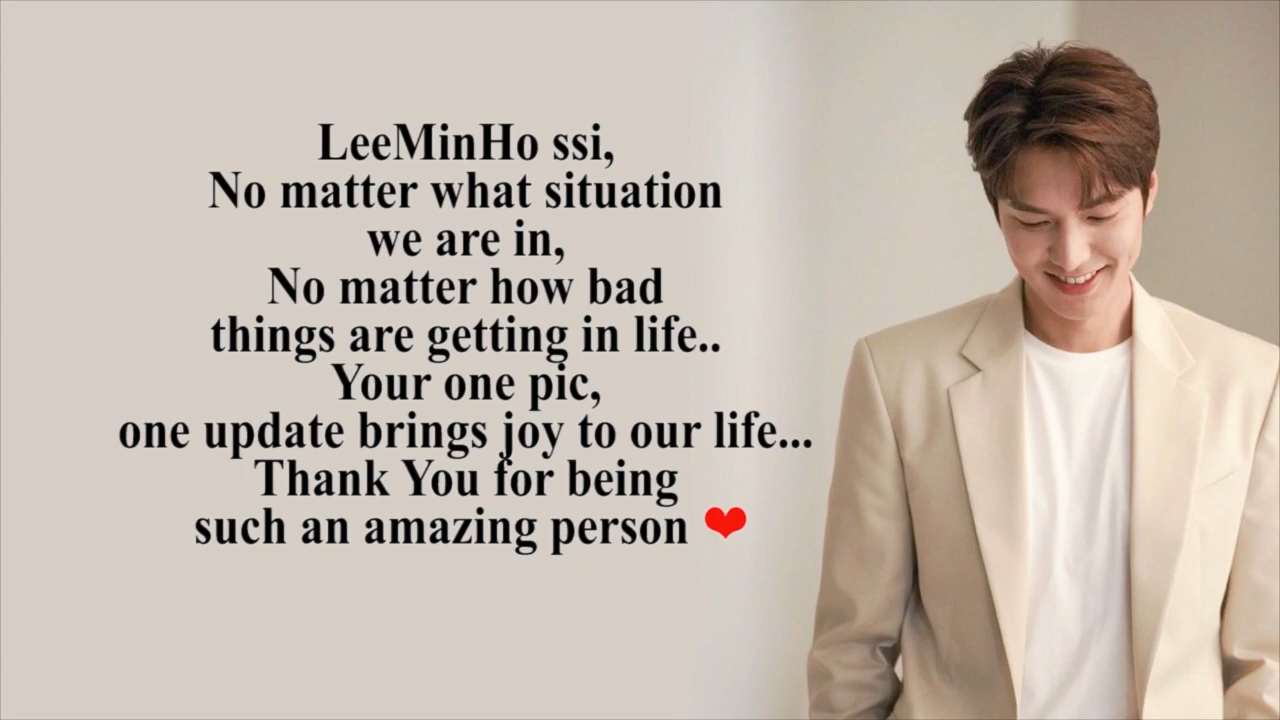 LeeMinHo ssi,
No matter what situation
we are in,
No matter how bad
things are getting in life..
Your one pic,
one update brings joy to our life...
Thank You for being
such an amazing person ❤